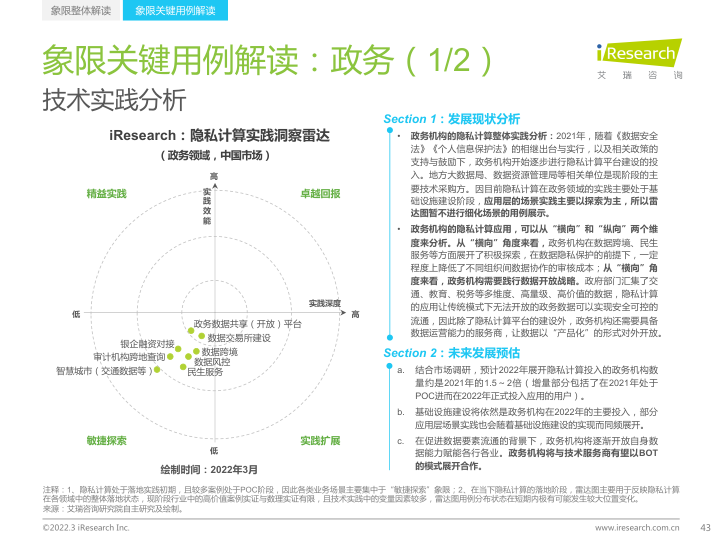 象限整体解读
象限关键用例解读
象限关键用例解读：政务（1/2）
iResearch
艾 瑞 咨 询
技术实践分析
iResearch：隐私计算实践洞察雷达
（政务领域，中国市场）
高
精益实践
实践效能
卓越回报
实践深度
低
高
政务数据共享（开放）平台
数据交易所建设
银企融资对接
数据跨境
审计机构跨地查询
数据风控
智慧城市（交通数据等）
民生服务
敏捷探索
实践扩展
低
绘制时间：2022年3月
Section 1：发展现状分析
• 政务机构的隐私计算整体实践分析：2021年，随着《数据安全
法》《个人信息保护法》的相继出台与实行，以及相关政策的
支持与鼓励下，政务机构开始逐步进行隐私计算平台建设的投
入。地方大数据局、数据资源管理局等相关单位是现阶段的主
要技术采购方。因目前隐私计算在政务领域的实践主要处于基
础设施建设阶段，应用层的场景实践主要以探索为主，所以雷
达图暂不进行细化场景的用例展示。
• 政务机构的隐私计算应用，可以从“横向”和“纵向”两个维
度来分析。从“横向”角度来看，政务机构在数据跨境、民生
服务等方面展开了积极探索，在数据隐私保护的前提下，一定
程度上降低了不同组织间数据协作的审核成本；从“横向”角
度来看，政务机构需要践行数据开放战略。政府部门汇集了交
通、教育、税务等多维度、高量级、高价值的数据，隐私计算
的应用让传统模式下无法开放的政务数据可以实现安全可控的
流通，因此除了隐私计算平台的建设外，政务机构还需要具备
数据运营能力的服务商，让数据以“产品化”的形式对外开放。
Section 2：未来发展预估
a. 结合市场调研，预计2022年展开隐私计算投入的政务机构数
量约是2021年的1.5～2倍（增量部分包括了在2021年处于
POC进而在2022年正式投入应用的用户）。
b. 基础设施建设将依然是政务机构在2022年的主要投入，部分
应用层场景实践也会随着基础设施建设的实现而同频展开。
c. 在促进数据要素流通的背景下，政务机构将逐渐开放自身数
据能力赋能各行各业。政务机构将与技术服务商有望以BOT
的模式展开合作。
注释：1、隐私计算处于落地实践初期，且较多案例处于POC阶段，因此各类业务场景主要集中于“敏捷探索”象限；2、在当下隐私计算的落地阶段，雷达图主要用于反映隐私计算
在各领域中的整体落地状态，现阶段行业中的高价值案例实证与数理实证有限，且技术实践中的变量因素较多，雷达图用例分布状态在短期内极有可能发生较大位置变化。
来源：艾瑞咨询研究院自主研究及绘制。
©2022.3 iResearch Inc.
www.iresearch.com.cn
43